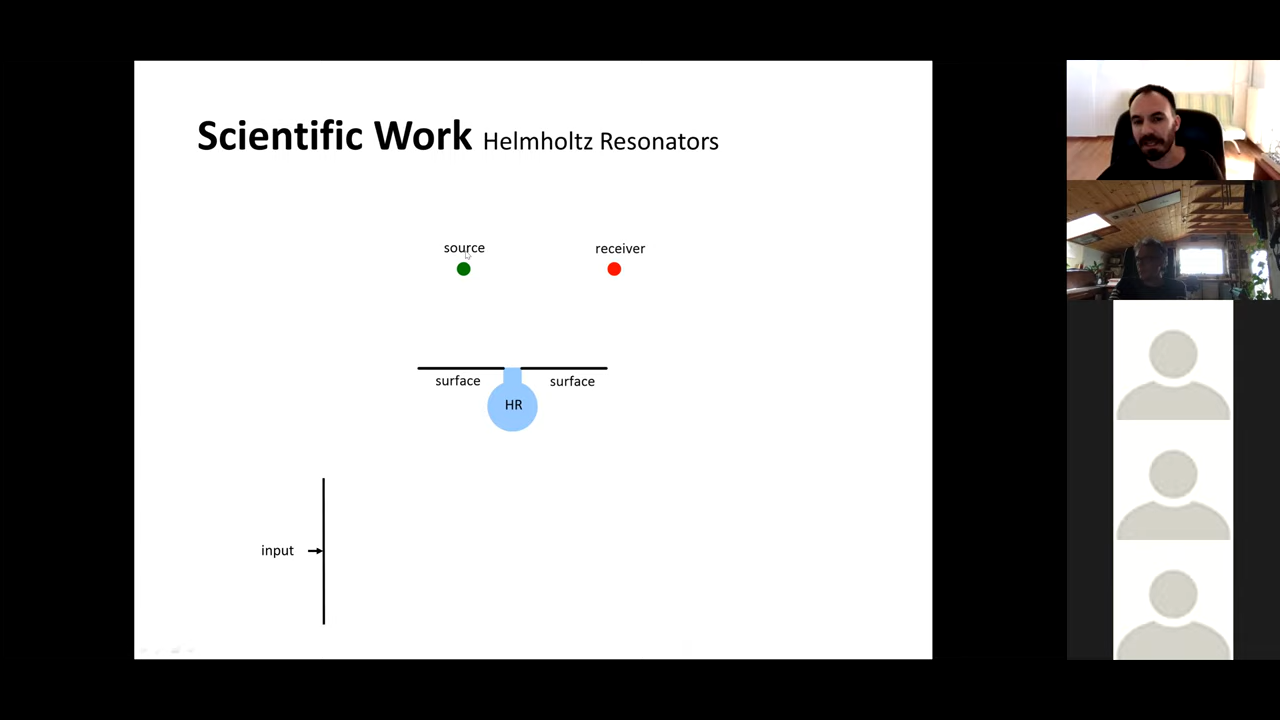 Scientific Work Helmholtz Resonators
source receiver
surface surface
HR
input